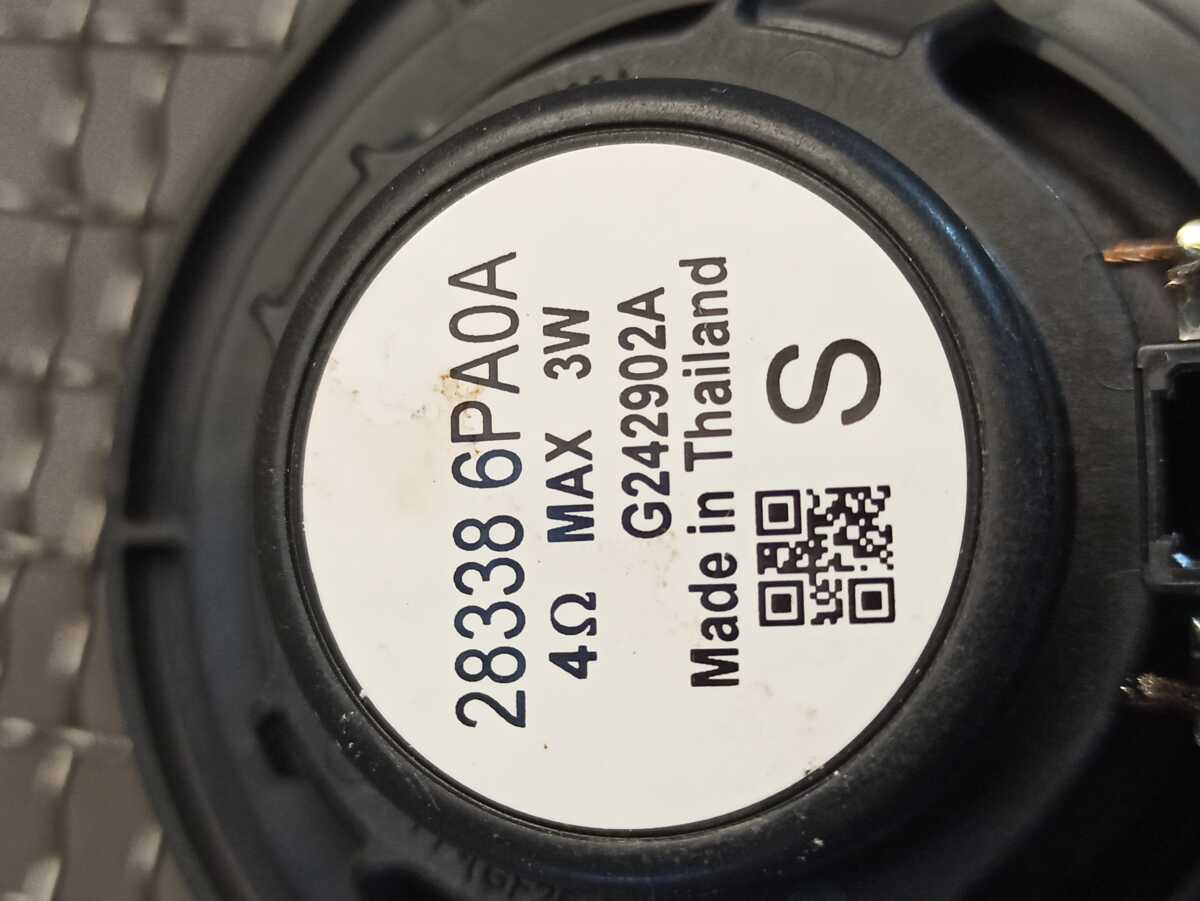 28338 6PA0A
4Ω MAX 3W
G242902A
Made in Thailand
S